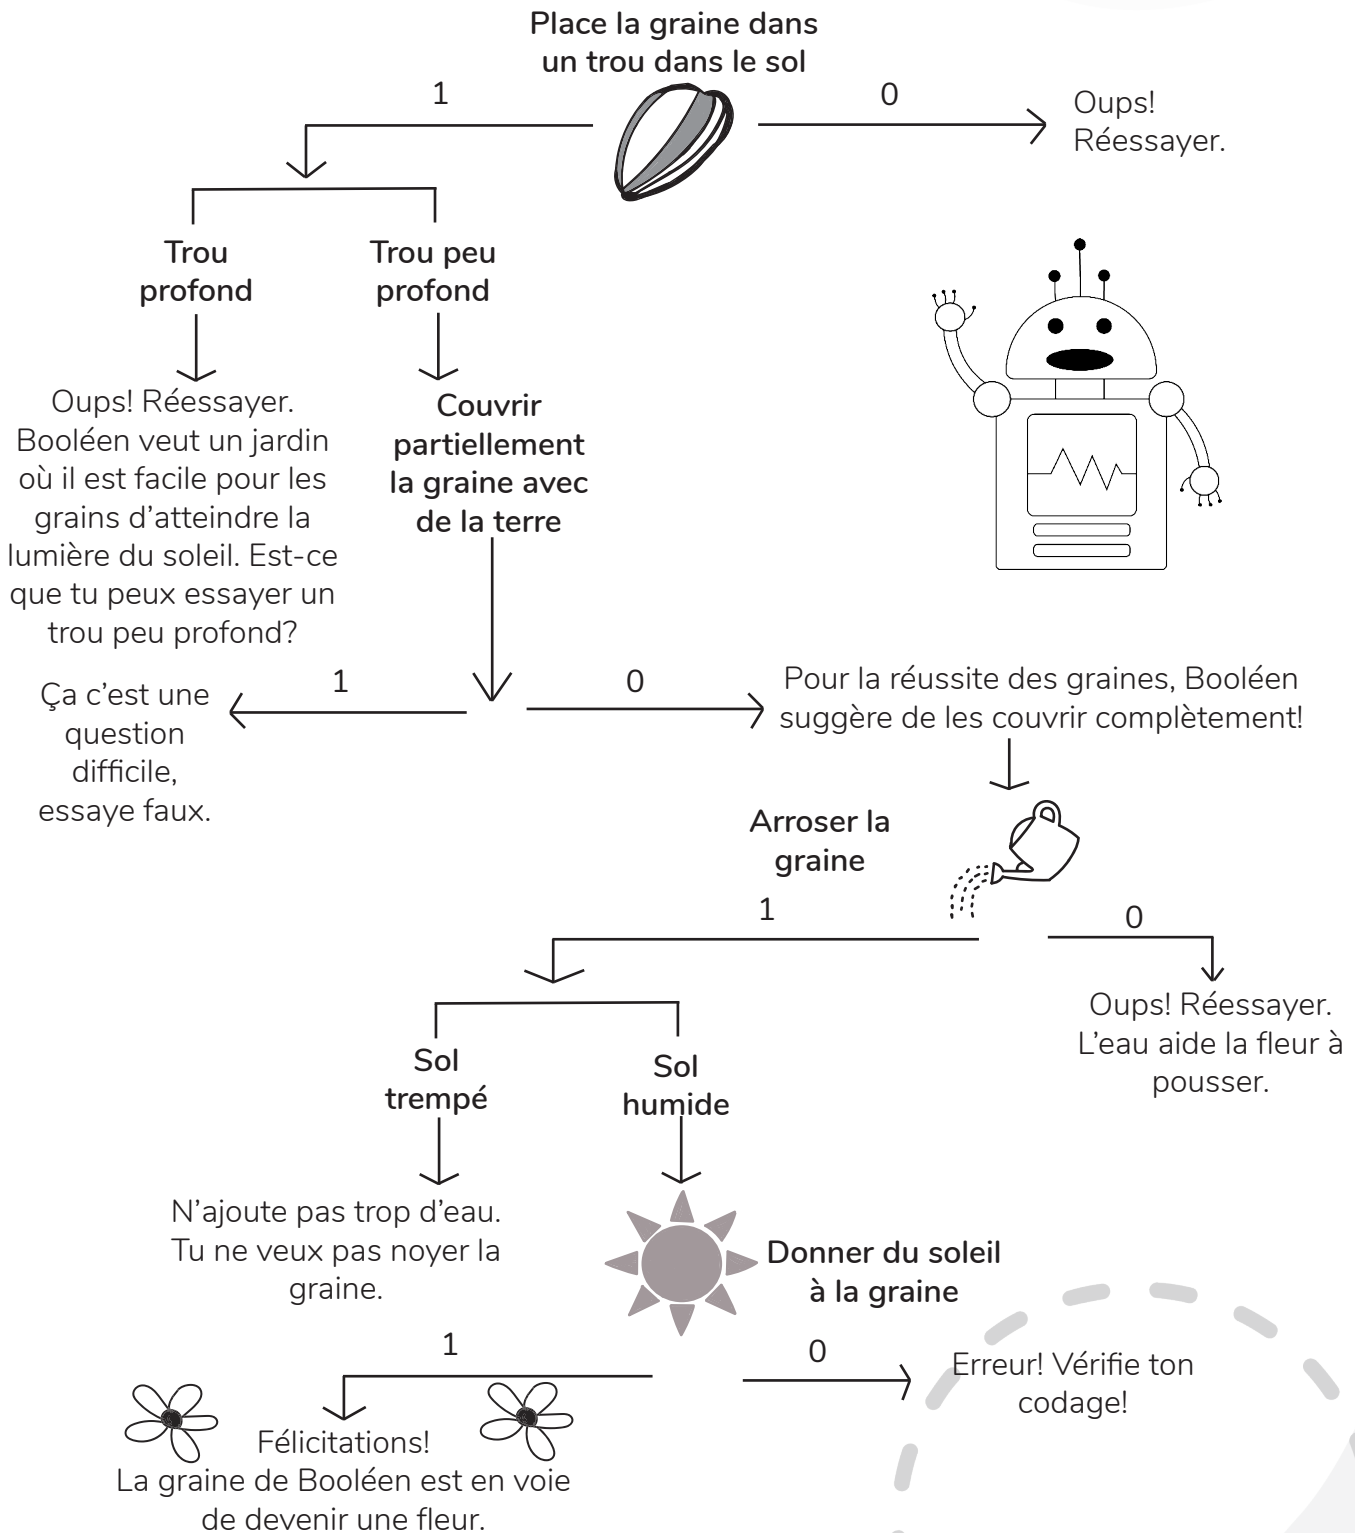 Place la graine dans
un trou dans le sol
1
0
Oups!
Réessayer.
Trou
profond
Trou peu
profond
Oups! Réessayer.
Booléen veut un jardin
où il est facile pour les
grains d'atteindre la
lumière du soleil. Est-ce
que tu peux essayer un
trou peu profond?
Couvrir
partiellement
la graine avec
de la terre
1
0
Ça c'est une
question
difficile,
essaye faux.
Pour la réussite des graines, Booléen
suggère de les couvrir complètement!
Arroser la
graine
1
0
Oups! Réessayer.
L'eau aide la fleur à
pousser.
Sol
trempé
Sol
humide
N'ajoute pas trop d'eau.
Tu ne veux pas noyer la
graine.
Donner du soleil
à la graine
1
0
Erreur! Vérifie ton
codage!
Félicitations!
La graine de Booléen est en voie
de devenir une fleur.